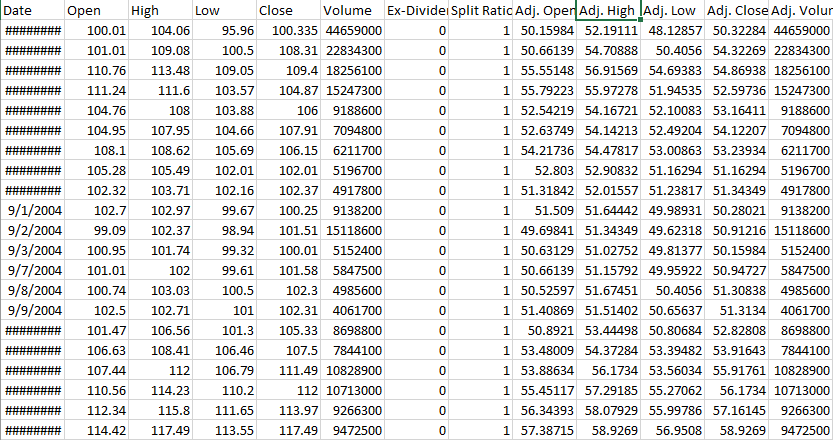 Date Open High Low Close Volume Ex-Divide Split Ratic Adj. Open Adj. High Adj. Low Adj. Close Adj. Volur
######## 100.01 104.06 95.96 100.335 44659000 0 1 50.15984 52.19111 48.12857 50.32284 44659000
######## 101.01 109.08 100.5 108.31 22834300 0 1 50.66139 54.70888 50.4056 54.32269 22834300
######## 110.76 113.48 109.05 109.4 18256100 0 1 55.55148 56.91569 54.69383 54.86938 18256100
######## 111.24 111.6 103.57 104.87 15247300 0 1 55.79223 55.97278 51.94535 52.59736 15247300
######## 104.76 108 103.88 106 9188600 0 1 52.54219 54.16721 52.10083 53.16411 9188600
######## 104.95 107.95 104.66 107.91 7094800 0 1 52.63749 54.14213 52.49204 54.12207 7094800
######## 108.1 108.62 105.69 106.15 6211700 0 1 54.21736 54.47817 53.00863 53.23934 6211700
######## 105.28 105.49 102.01 102.01 5196700 0 1 52.803 52.90832 51.16294 51.16294 5196700
######## 102.32 103.71 102.16 102.37 4917800 0 1 51.31842 52.01557 51.23817 51.34349 4917800
9/1/2004 102.7 102.97 99.67 100.25 9138200 0 1 51.509 51.64442 49.98931 50.28021 9138200
9/2/2004 99.09 102.37 98.94 101.51 15118600 0 1 49.69841 51.34349 49.62318 50.91216 15118600
9/3/2004 100.95 101.74 99.32 100.01 5152400 0 1 50.63129 51.02752 49.81377 50.15984 5152400
9/7/2004 101.01 102 99.61 101.58 5847500 0 1 50.66139 51.15792 49.95922 50.94727 5847500
9/8/2004 100.74 103.03 100.5 102.3 4985600 0 1 50.52597 51.67451 50.4056 51.30838 4985600
9/9/2004 102.5 102.71 101 102.31 4061700 0 1 51.40869 51.51402 50.65637 51.3134 4061700
######## 101.47 106.56 101.3 105.33 8698800 0 1 50.8921 53.44498 50.80684 52.82808 8698800
######## 106.63 108.41 106.46 107.5 7844100 0 1 53.48009 54.37284 53.39482 53.91643 7844100
######## 107.44 112 106.79 111.49 10828900 0 1 53.88634 56.1734 53.56034 55.91761 10828900
######## 110.56 114.23 110.2 112 10713000 0 1 55.45117 57.29185 55.27062 56.1734 10713000
######## 112.34 115.8 111.65 113.97 9266300 0 1 56.34393 58.07929 55.99786 57.16145 9266300
######## 114.42 117.49 113.55 117.49 9472500 0 1 57.38715 58.9269 56.9508 58.9269 9472500